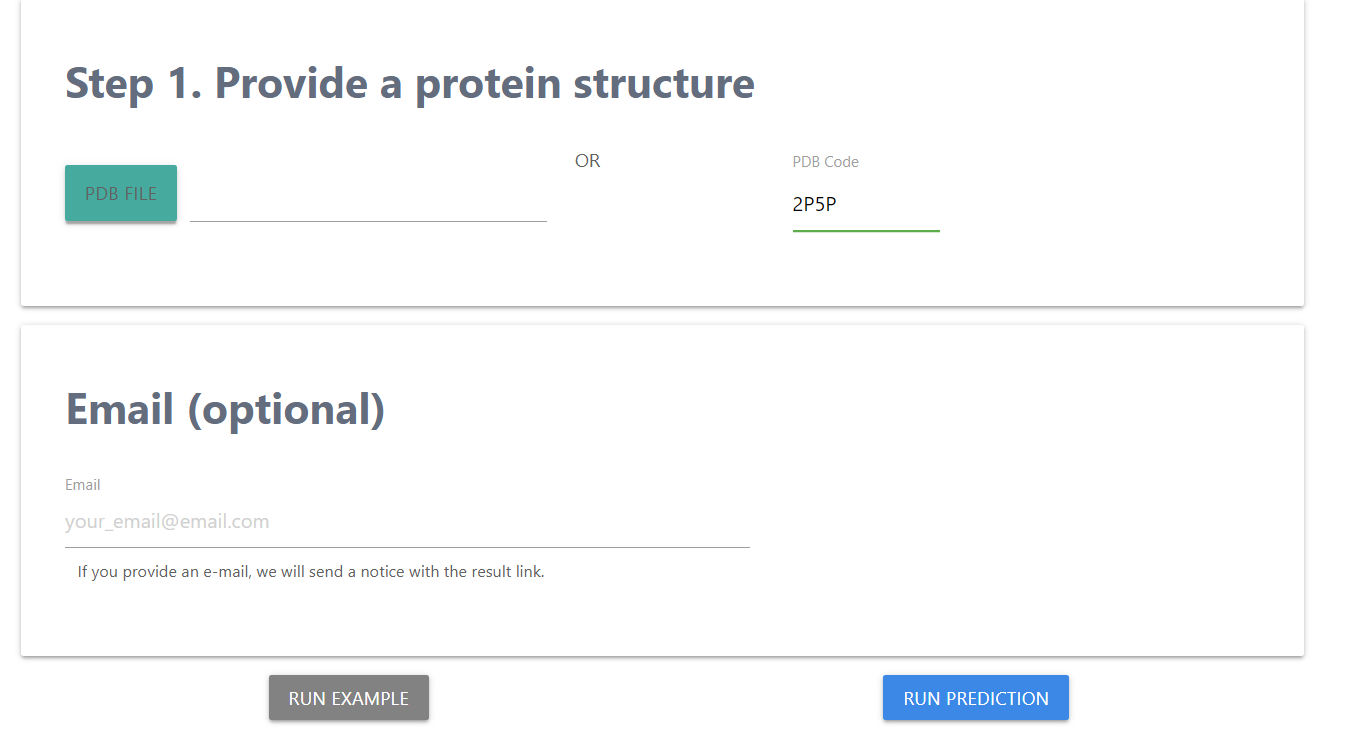 Step 1. Provide a protein structure
PDB FILE
OR
PDB Code
2P5P
Email (optional)
Email
your_email@email.com
If you provide an e-mail, we will send a notice with the result link.
RUN EXAMPLE
RUN PREDICTION